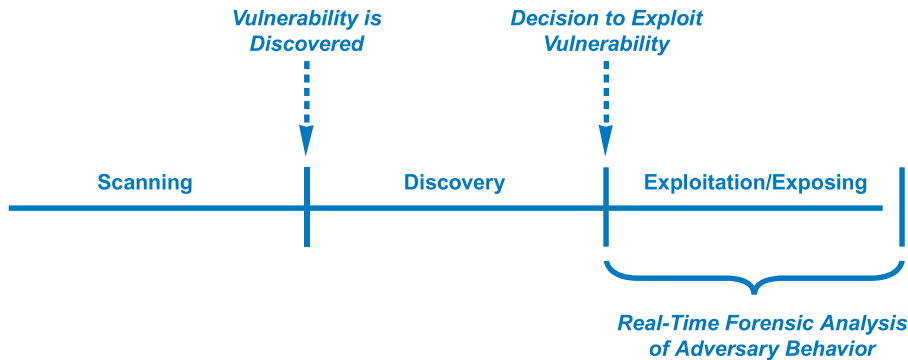 Vulnerability is
Discovered
Decision to Exploit
Vulnerability
Scanning
Discovery
Exploitation/Exposing
Real-Time Forensic Analysis
of Adversary Behavior